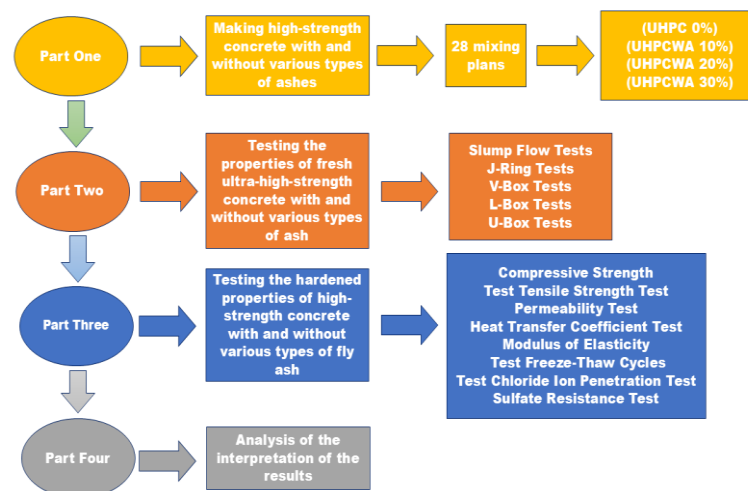 Part One
Making high-strength
concrete with and
without various types
of ashes
28 mixing
plans
(UHPC 0%)
(UHPCWA 10%)
(UHPCWA 20%)
(UHPCWA 30%)
Part Two
Testing the
properties of fresh
ultra-high-strength
concrete with and
without various types
of ash
Slump Flow Tests
J-Ring Tests
V-Box Tests
L-Box Tests
U-Box Tests
Part Three
Testing the hardened
properties of high-
strength concrete
with and without
various types of fly
ash
Compressive Strength
Test Tensile Strength Test
Permeability Test
Heat Transfer Coefficient Test
Modulus of Elasticity
Test Freeze-Thaw Cycles
Test Chloride Ion Penetration Test
Sulfate Resistance Test
Part Four
Analysis of the
interpretation of the
results